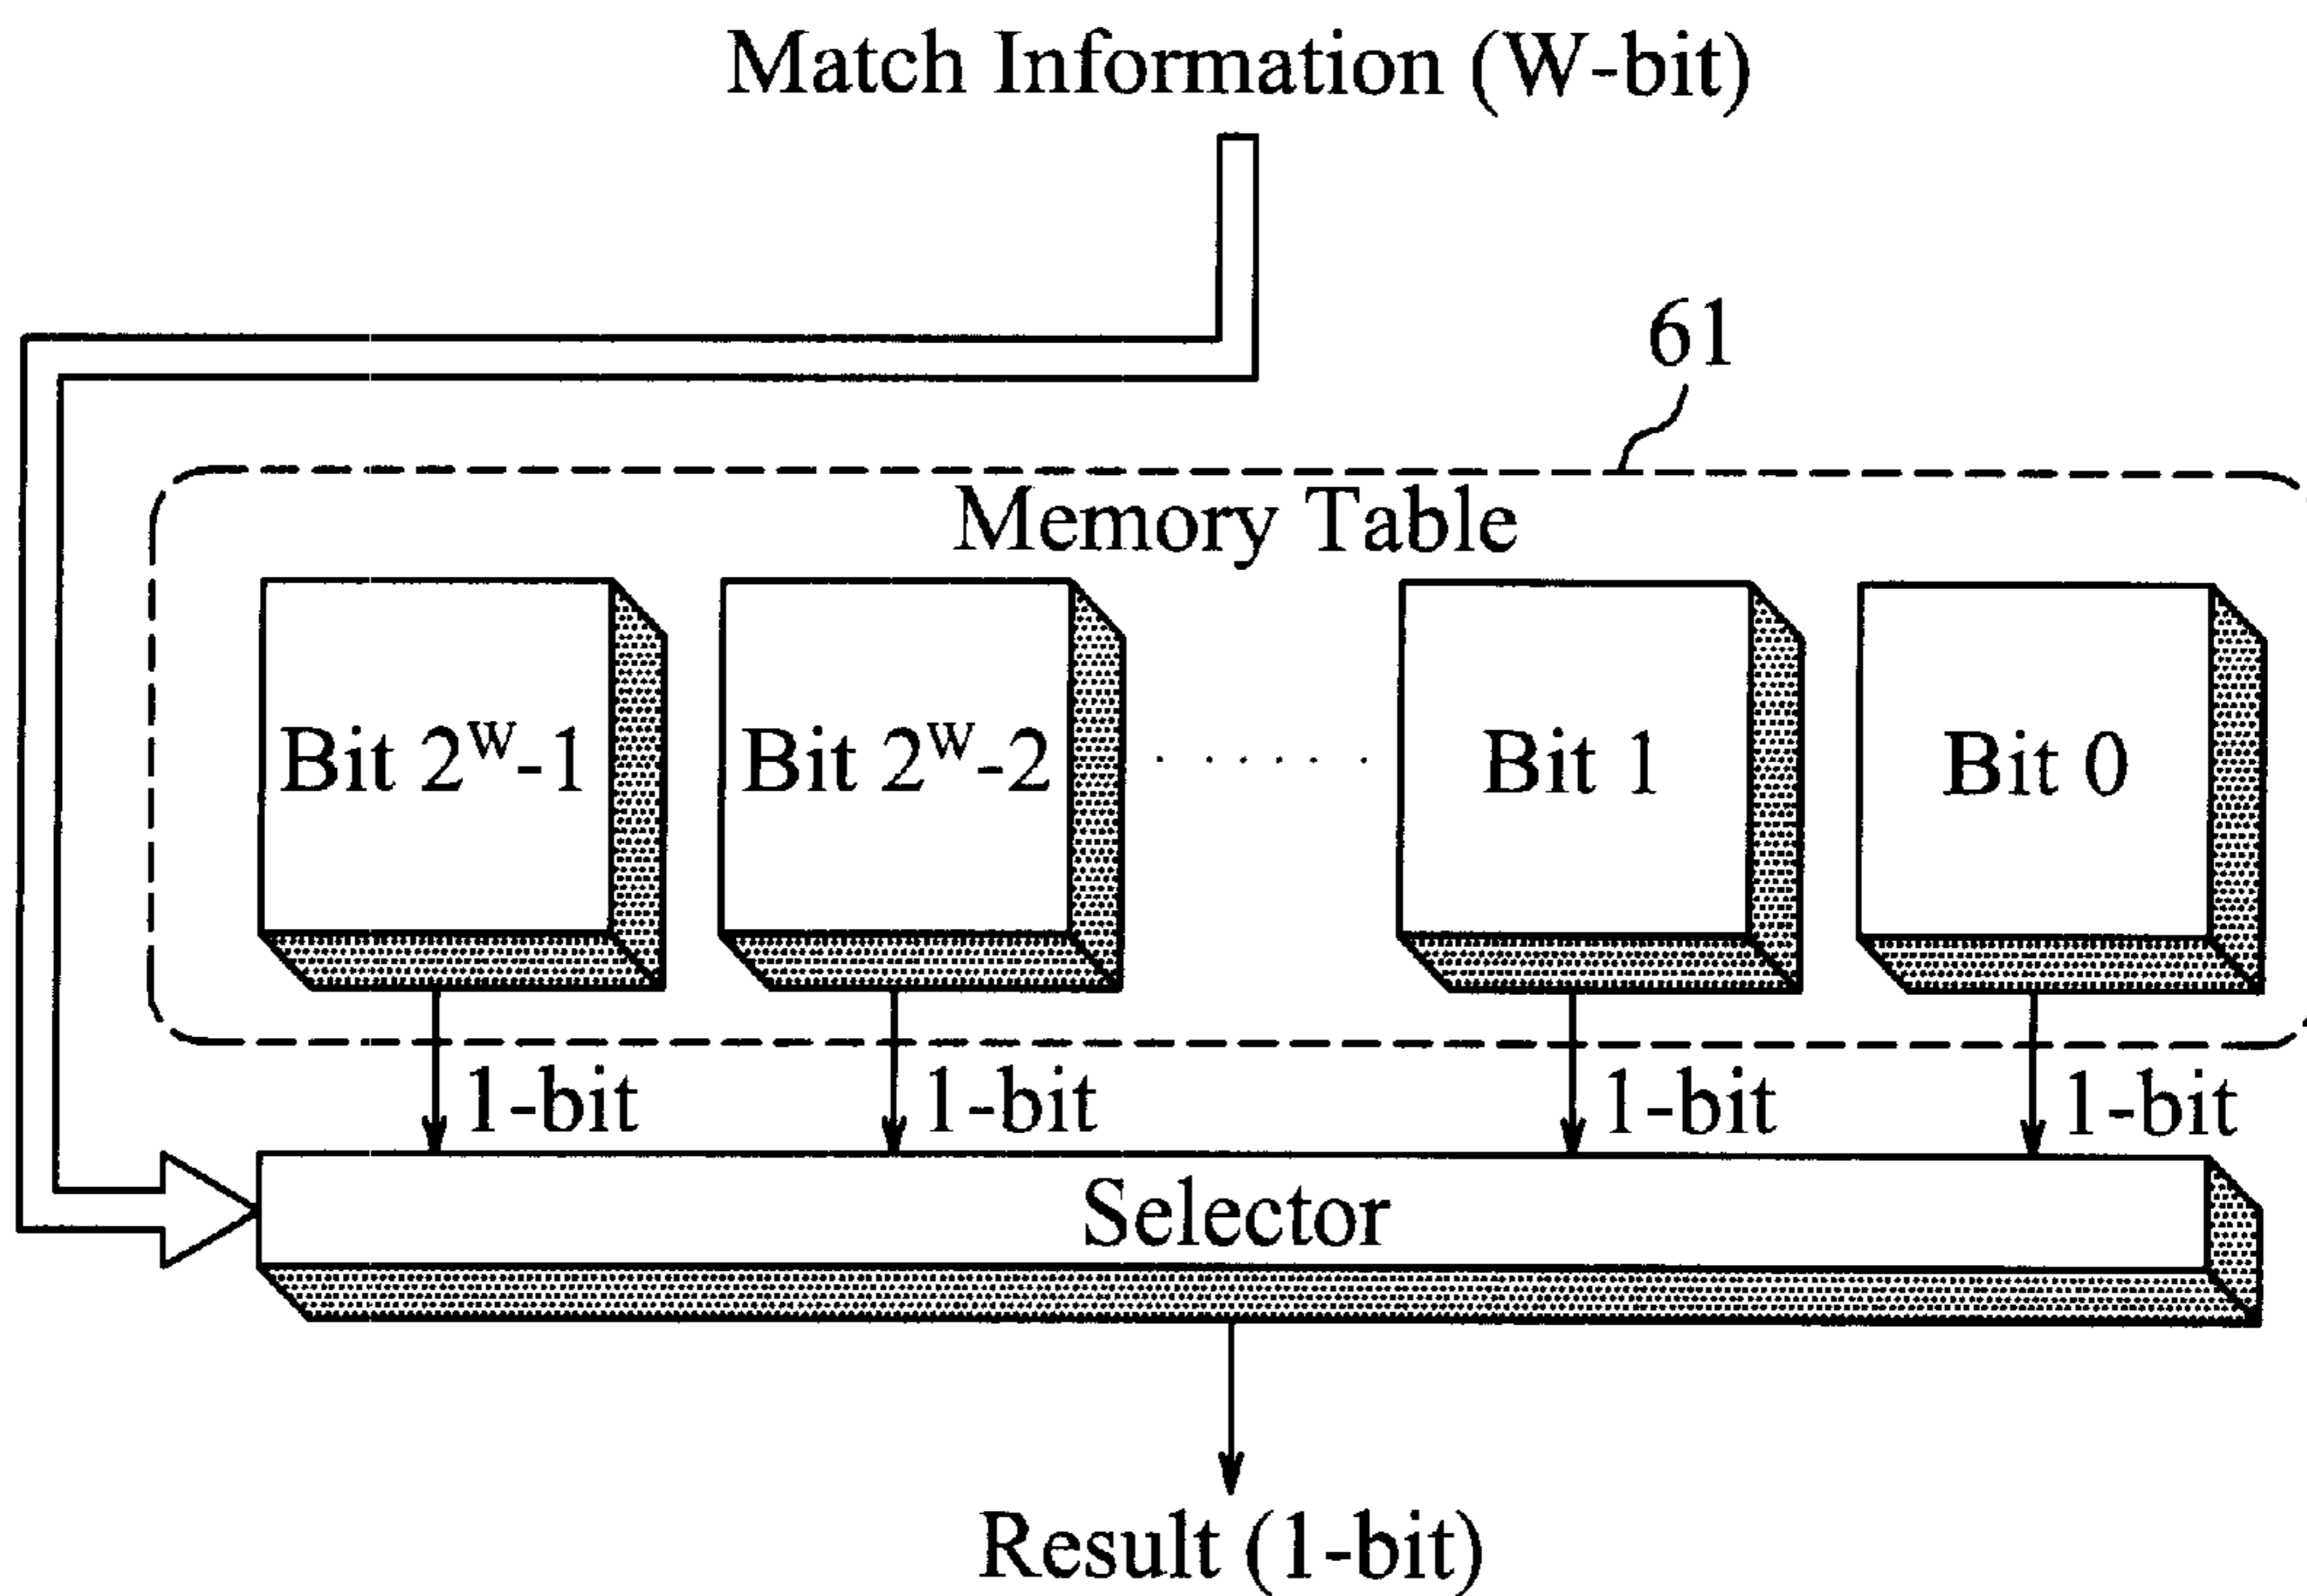 Match Information (W-bit)
61
Memory Table
Bit 2ᵂ-1 Bit 2ᵂ-2 ...... Bit 1 Bit 0
1-bit 1-bit 1-bit 1-bit
Selector
Result (1-bit)